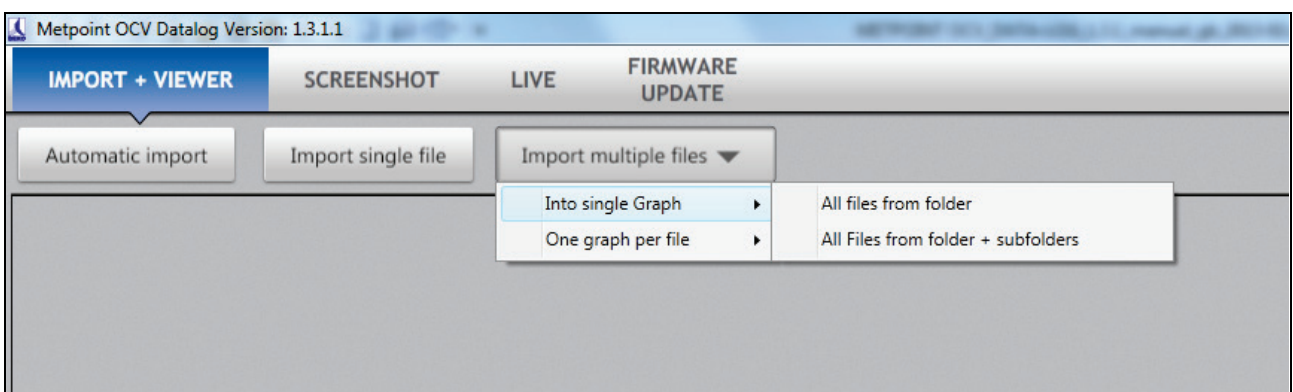 Metpoint OCV Datalog Version: 1.3.1.1
IMPORT + VIEWER
SCREENSHOT
LIVE
FIRMWARE
UPDATE
Automatic import
Import single file
Import multiple files
Into single Graph
All files from folder
One graph per file
All Files from folder + subfolders